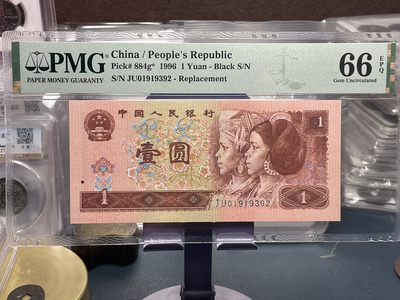 PMG
PAPER MONEY GUARANTY
China / People's Republic
Pick# 884g* 1996 1 Yuan - Black S/N
S/N JU01919392 - Replacement
66 EPQ
Gem Uncirculated
中国人民银行
1
壹圆
1
1
JU01919392